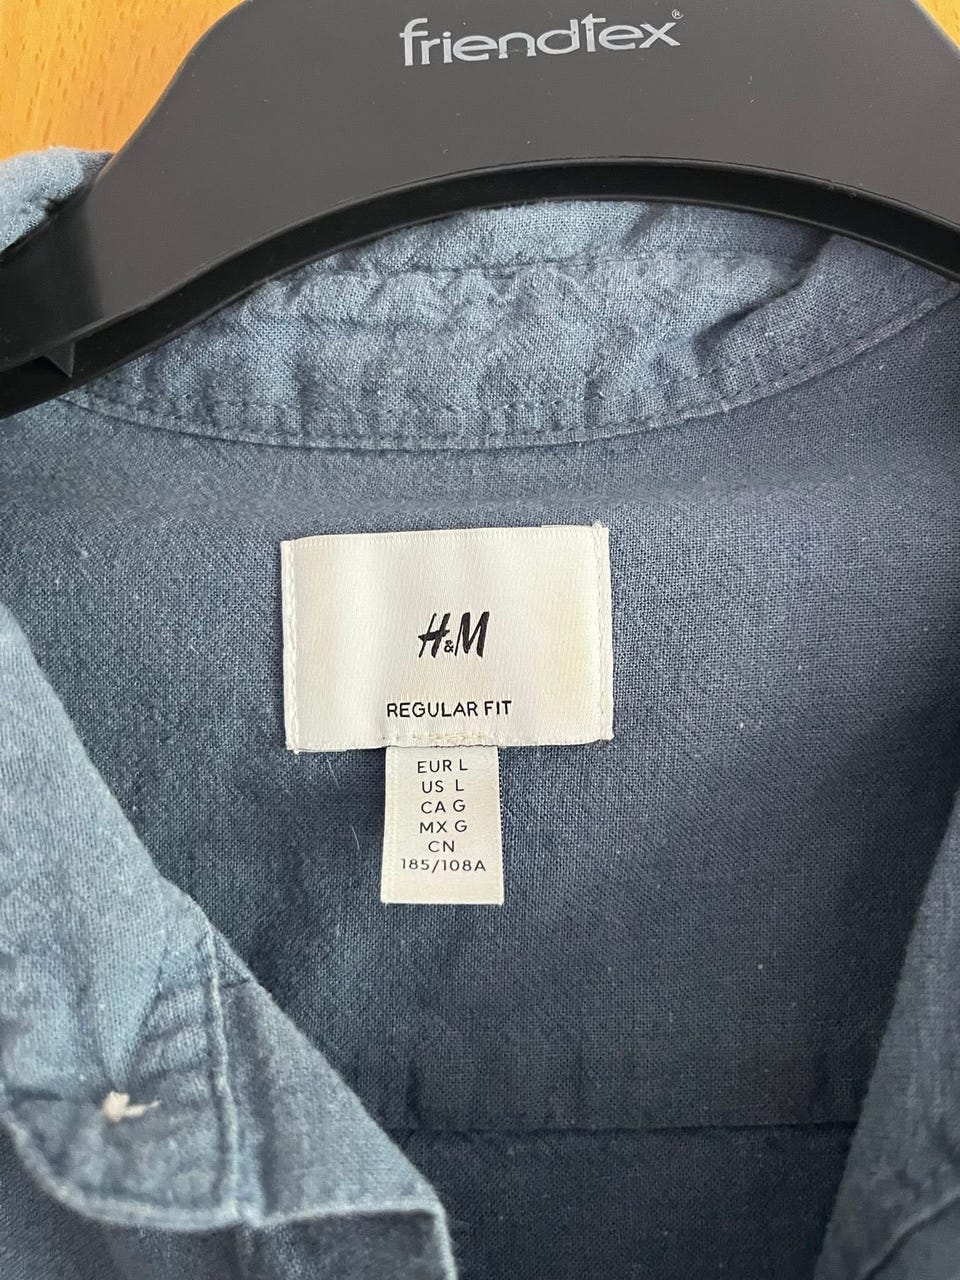 friendtex®
H&M
REGULAR FIT
EUR L
US L
CA G
MX G
CN
185/108A